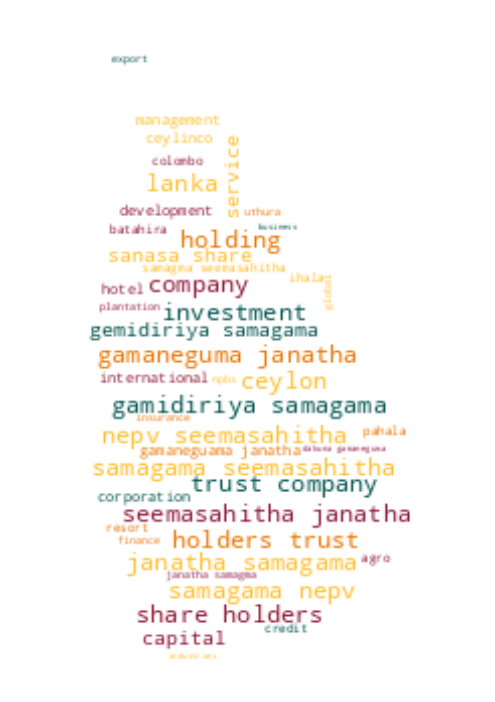 export
management
ceylinco
service
colombo
lanka
development uthura
batahira business
holding
sanasa share
samagma seemasahitha
ihala
global
hotel company
plantation investment
gemidiriya samagama
gamaneguma janatha
international npbs ceylon
gamidiriya samagama
insurance
nepv seemasahitha pahala
gamaneguama janatha dakuna gamaneguma
samagama seemasahitha
trust company
corporation
seemasahitha janatha
resort
finance holders trust
janatha samagama agro
janatha samagma
samagama nepv
share holders
credit
capital
industries